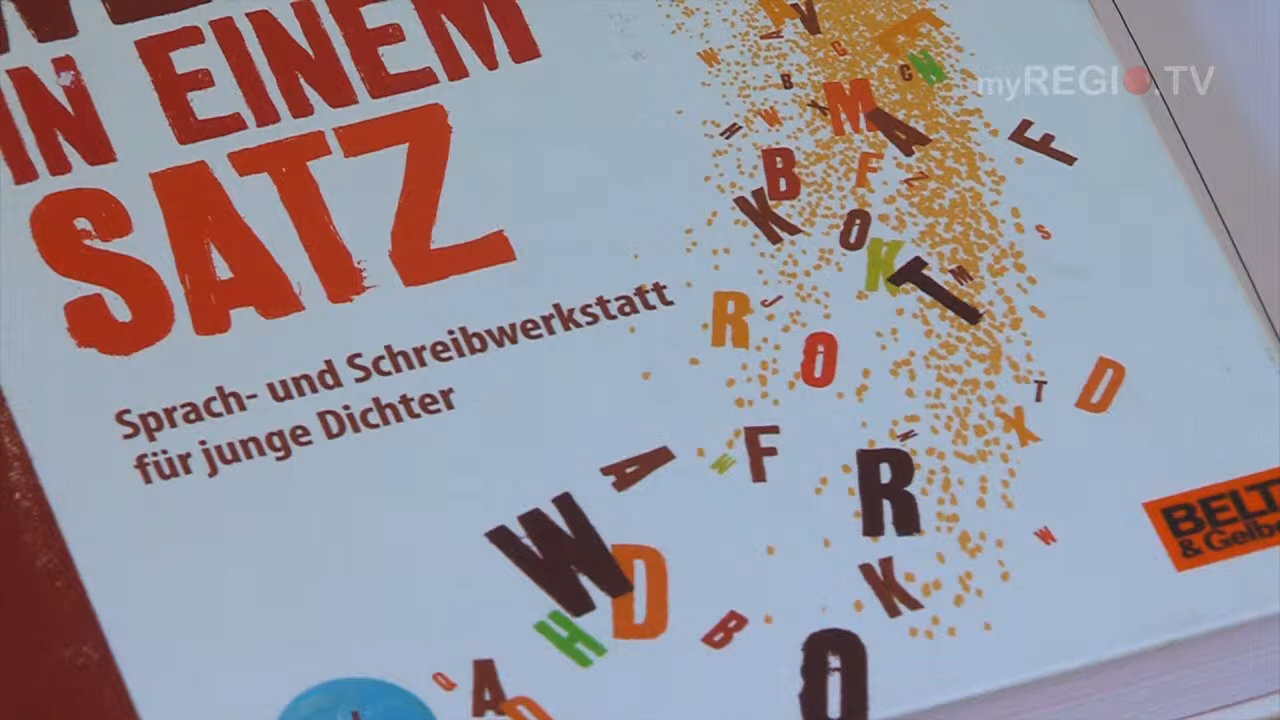 IN EINEM
SATZ
Sprach- und Schreibwerkstatt
für junge Dichter
myREGIO.TV
A V
F
W A C
B C W
M
H W A F
B F Z
K O S
K T M
R J
O
T D
X
F N
A W
R
W W
D K
H B
Q A O